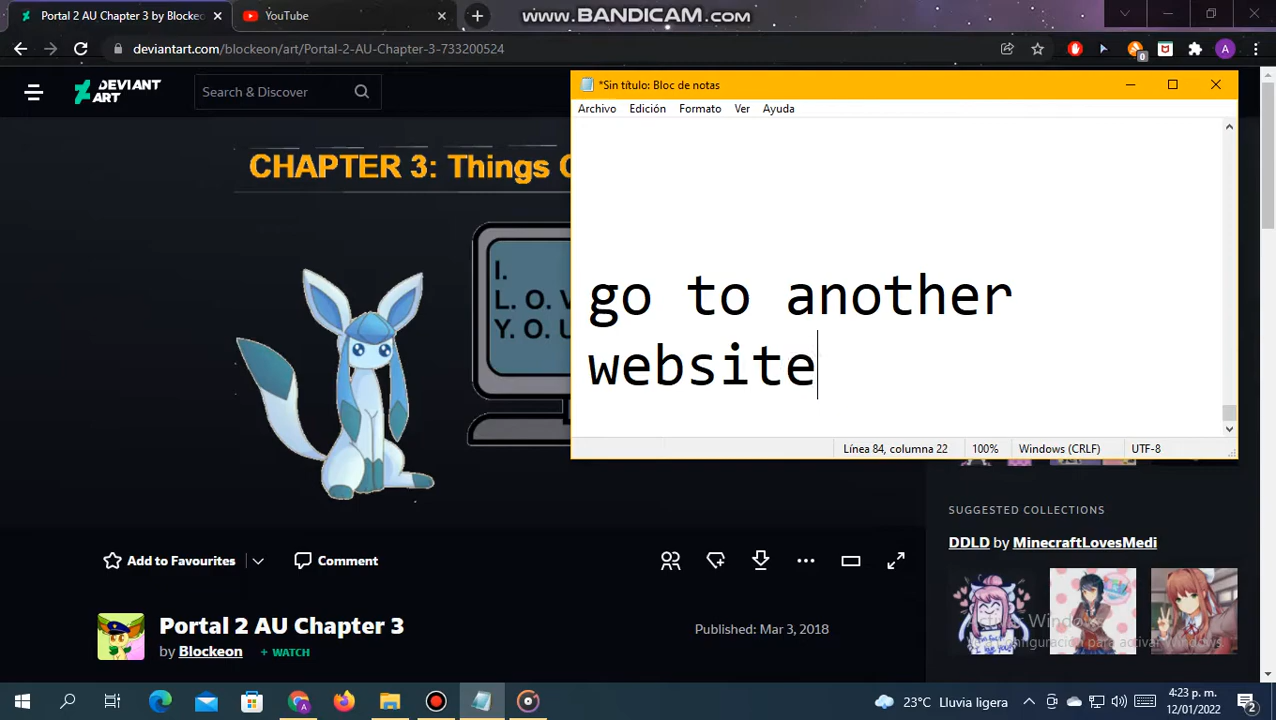 Portal 2 AU Chapter 3 by Blockeo
YouTube
www.BANDICAM.com
deviantart.com/blockeon/art/Portal-2-AU-Chapter-3-733200524
0
A
DEVIANT
ART
Search & Discover
*Sin título: Bloc de notas
Archivo Edición Formato Ver Ayuda
CHAPTER 3: Things
I.
L. O. V
Y. O. U
go to another
website
Línea 84, columna 22
100%
Windows (CRLF)
UTF-8
SUGGESTED COLLECTIONS
DDLD by MinecraftLovesMedi
Add to Favourites
Comment
Portal 2 AU Chapter 3
by Blockeon + WATCH
Published: Mar 3, 2018
23°C Lluvia ligera
4:23 p. m.
12/01/2022
2